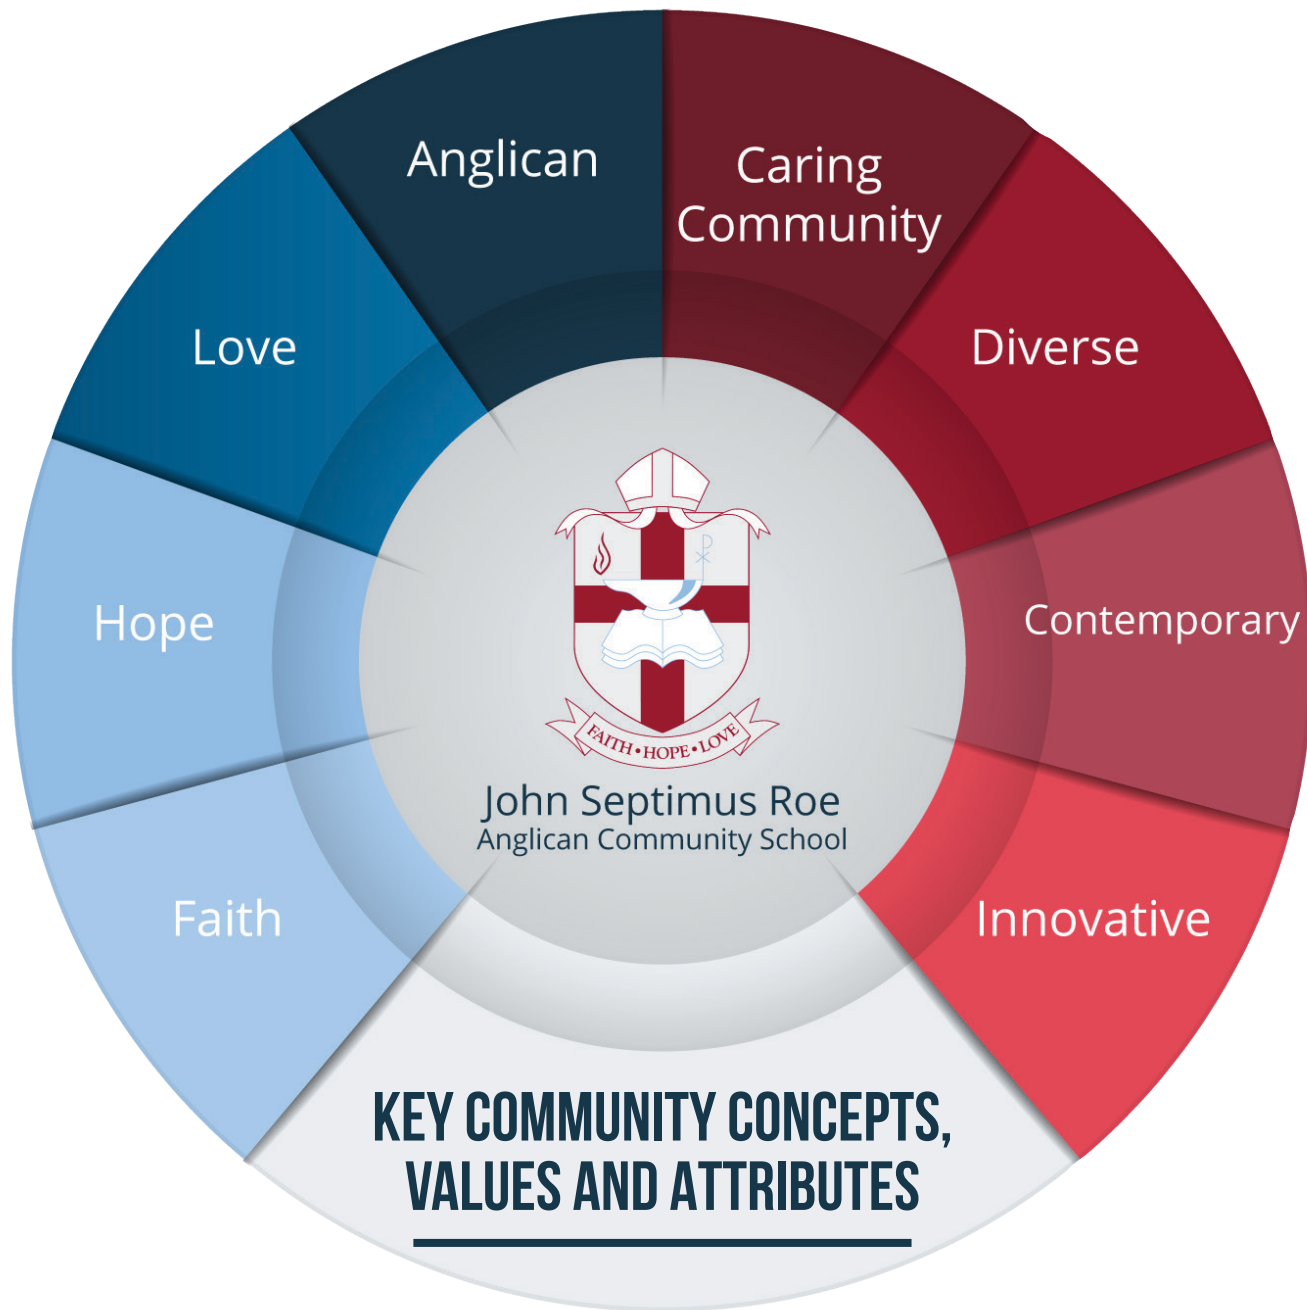 Anglican
Caring
Community
Love
Diverse
Hope
Contemporary
Faith
Innovative
FAITH • HOPE • LOVE
John Septimus Roe
Anglican Community School
KEY COMMUNITY CONCEPTS,
VALUES AND ATTRIBUTES